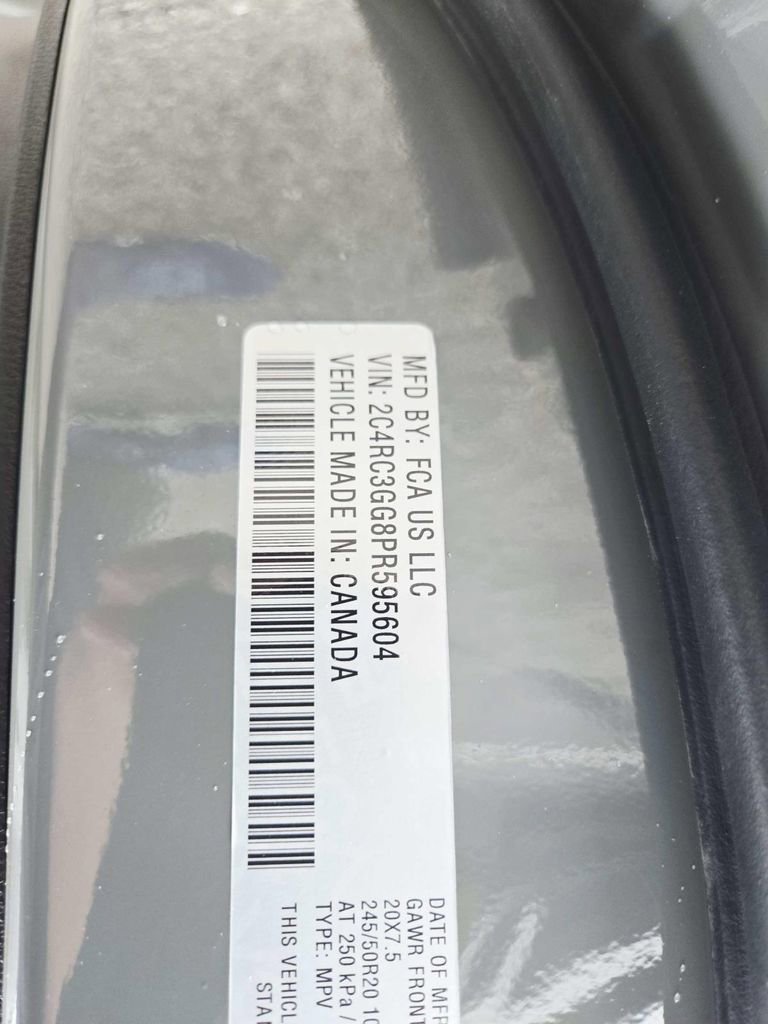 MFD BY: FCA US LLC
VIN: 2C4RC3GG8PR595604
VEHICLE MADE IN: CANADA
DATE OF MFR
GAWR FRONT
20X7.5
245/50R20 10
AT 250 kPa /
TYPE: MPV
THIS VEHICL